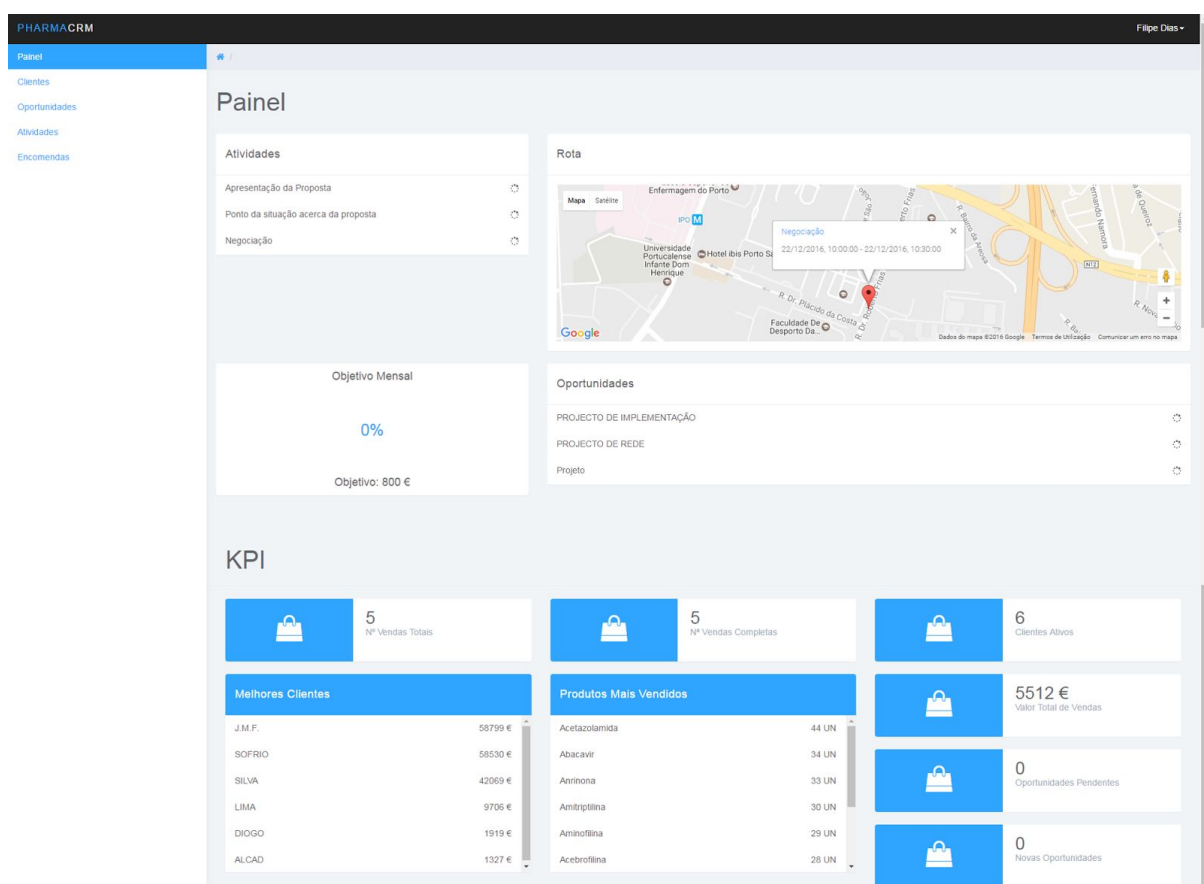 PHARMACRM
Filipe Dias
Painel
Clientes
Oportunidades
Atividades
Encomendas
/
Painel
Atividades
Apresentação da Proposta
Ponto da situação acerca da proposta
Negociação
Rota
Mapa Satélite
Enfermagem do Porto
IPO M
Universidade
Portucalense
Infante Dom
Henrique
Hotel ibis Porto
Negociação
22/12/2016, 10:00:00 - 22/12/2016, 10:30:00
R. Bairro da Areosa
N12
R. Dr. Plácido da Costa
Faculdade De
Desporto Da...
Google
Dados do mapa ©2016 Google Termos de Utilização Comunicar um erro no mapa
Objetivo Mensal
0%
Objetivo: 800 €
Oportunidades
PROJECTO DE IMPLEMENTAÇÃO
PROJECTO DE REDE
Projeto
KPI
5
Nº Vendas Totais
5
Nº Vendas Completas
6
Clientes Ativos
Melhores Clientes
J.M.F. 58799 €
SOFRIO 58530 €
SILVA 42069 €
LIMA 9706 €
DIOGO 1919 €
ALCAD 1327 €
Produtos Mais Vendidos
Acetazolamida 44 UN
Abacavir 34 UN
Anrinona 33 UN
Amitriptilina 30 UN
Aminofilina 29 UN
Acebrofilina 28 UN
5512 €
Valor Total de Vendas
0
Oportunidades Pendentes
0
Novas Oportunidades